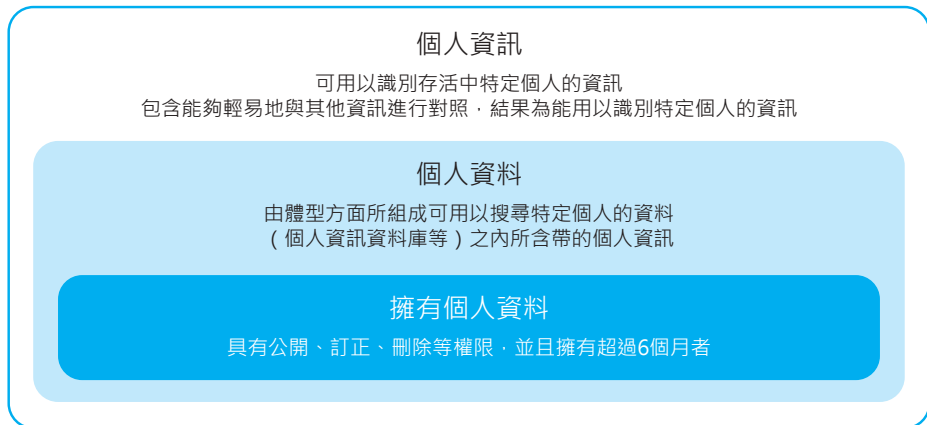 個人資訊
可用以識別存活中特定個人的資訊
包含能夠輕易地與其他資訊進行對照，結果為能用以識別特定個人的資訊
個人資料
由體型方面所組成可用以搜尋特定個人的資料
（個人資訊資料庫等）之內所含帶的個人資訊
擁有個人資料
具有公開、訂正、刪除等權限，並且擁有超過6個月者